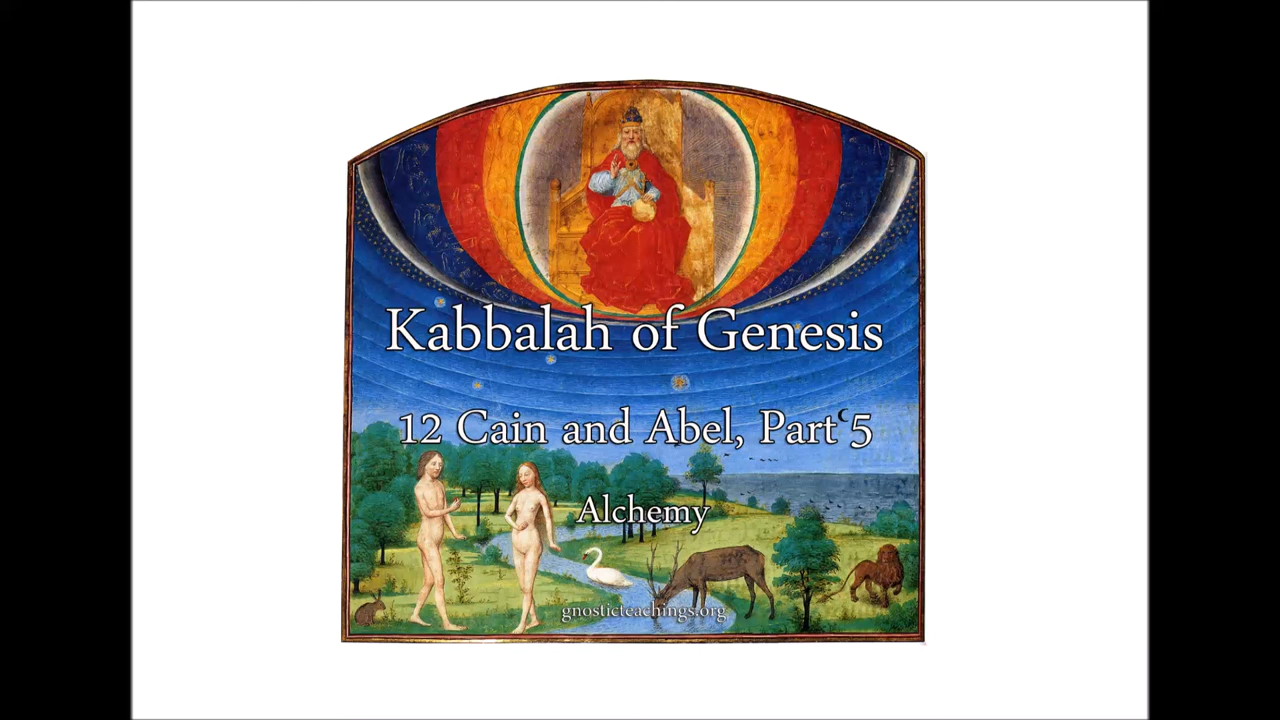 Kabbalah of Genesis
12 Cain and Abel, Part 5
Alchemy
gnosticteachings.org